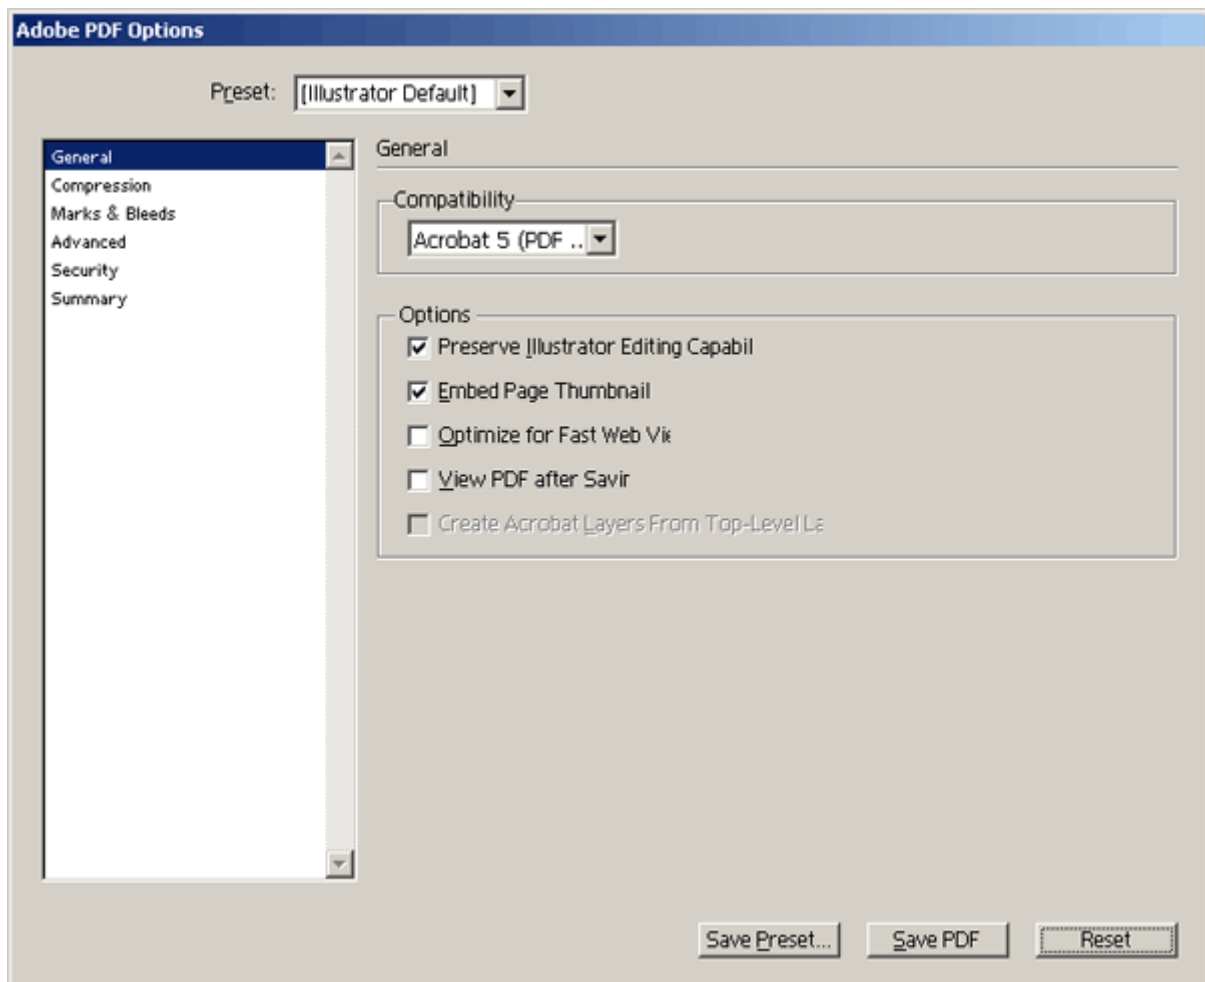 Adobe PDF Options
Preset: [Illustrator Default]
General
Compression
Marks & Bleeds
Advanced
Security
Summary
General
Compatibility
Acrobat 5 (PDF ..
Options
Preserve Illustrator Editing Capabil
Embed Page Thumbnail
Optimize for Fast Web Vie
View PDF after Savin
Create Acrobat Layers From Top-Level La
Save Preset... Save PDF Reset